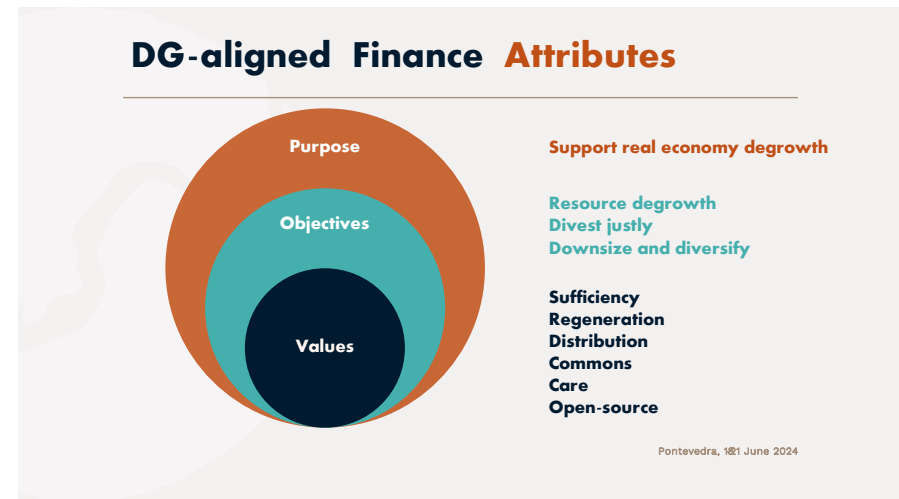 DG-aligned Finance Attributes
Purpose
Objectives
Values
Support real economy degrowth
Resource degrowth
Divest justly
Downsize and diversify
Sufficiency
Regeneration
Distribution
Commons
Care
Open-source
Pontevedra, June 2024